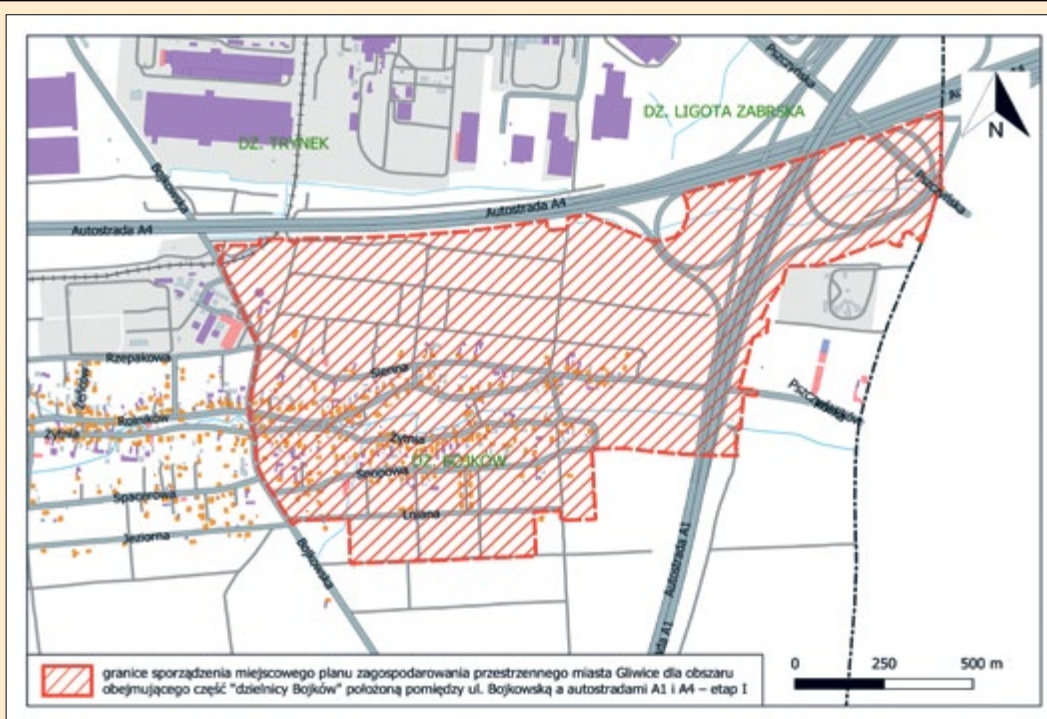 Pszczyńska
DZ. LIGOTA ZABRSKA
DZ. TRYNEK
N
Bojkowska
Pszczyńska
Autostrada A4
Autostrada A4
Rzepakowa
Sienna
Rolników
Żytnia
Żytnia
DZ. BOJKÓW
Snopowa
Spacerowa
Lniana
Jeziorna
Bojkowska
Autostrada A1
granice sporządzenia miejscowego planu zagospodarowania przestrzennego miasta Gliwice dla obszaru
obejmującego część "dzielnicy Bojków" położoną pomiędzy ul. Bojkowską a autostradami A1 i A4 – etap I
0 250 500 m